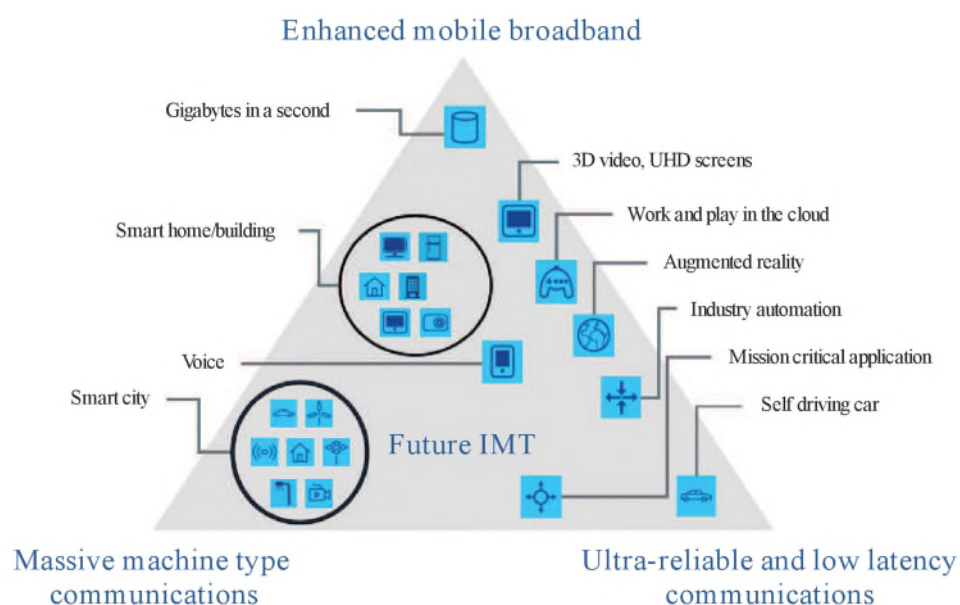 Enhanced mobile broadband
Gigabytes in a second
3D video, UHD screens
Smart home/building
Work and play in the cloud
Augmented reality
Industry automation
Voice
Mission critical application
Smart city
Self driving car
Future IMT
Massive machine type
communications
Ultra-reliable and low latency
communications